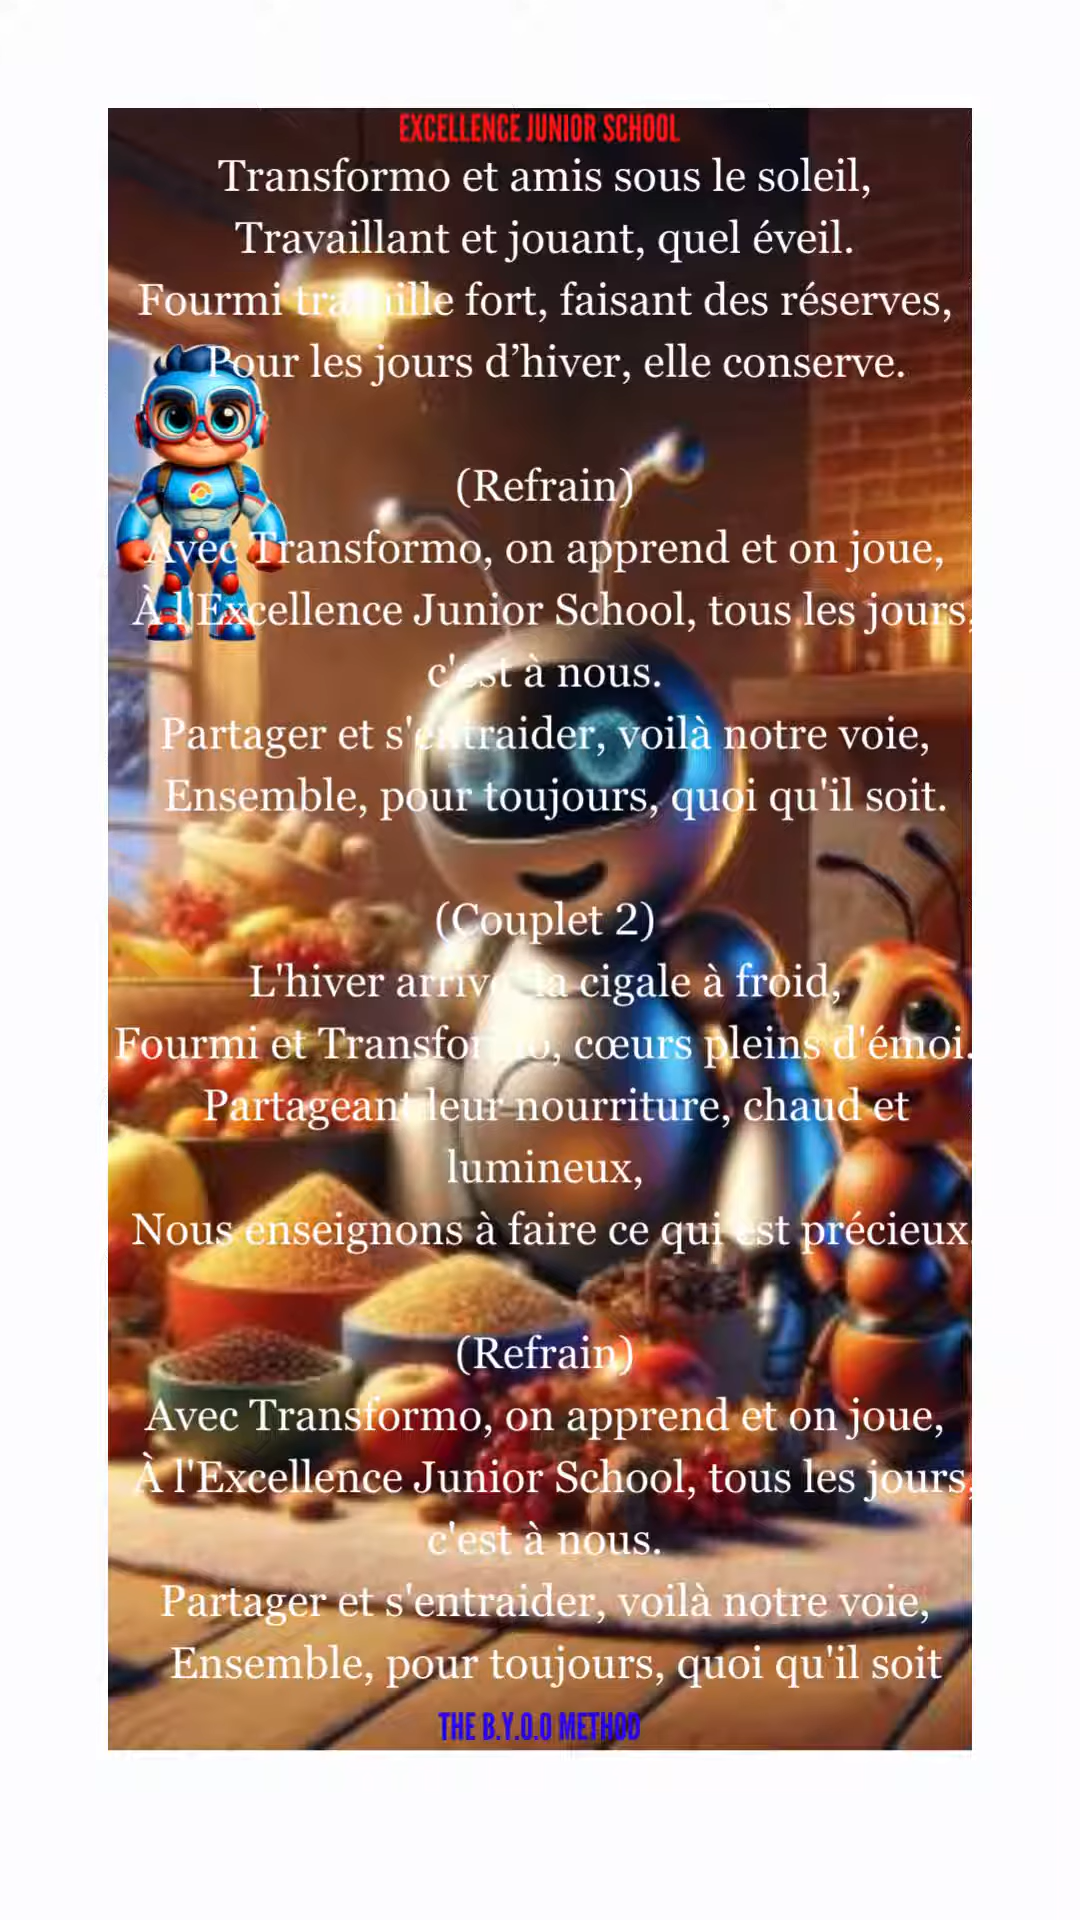 EXCELLENCE JUNIOR SCHOOL
Transformo et amis sous le soleil,
Travaillant et jouant, quel éveil.
Fourmi travaille fort, faisant des réserves,
Pour les jours d’hiver, elle conserve.
(Refrain)
Avec Transformo, on apprend et on joue,
À l'Excellence Junior School, tous les jours,
c'est à nous.
Partager et s'entraider, voilà notre voie,
Ensemble, pour toujours, quoi qu'il soit.
(Couplet 2)
L'hiver arrive, la cigale à froid,
Fourmi et Transformo, cœurs pleins d'émoi.
Partageant leur nourriture, chaud et
lumineux,
Nous enseignons à faire ce qui est précieux.
(Refrain)
Avec Transformo, on apprend et on joue,
À l'Excellence Junior School, tous les jours,
c'est à nous.
Partager et s'entraider, voilà notre voie,
Ensemble, pour toujours, quoi qu'il soit
THE B.Y.O.O METHOD